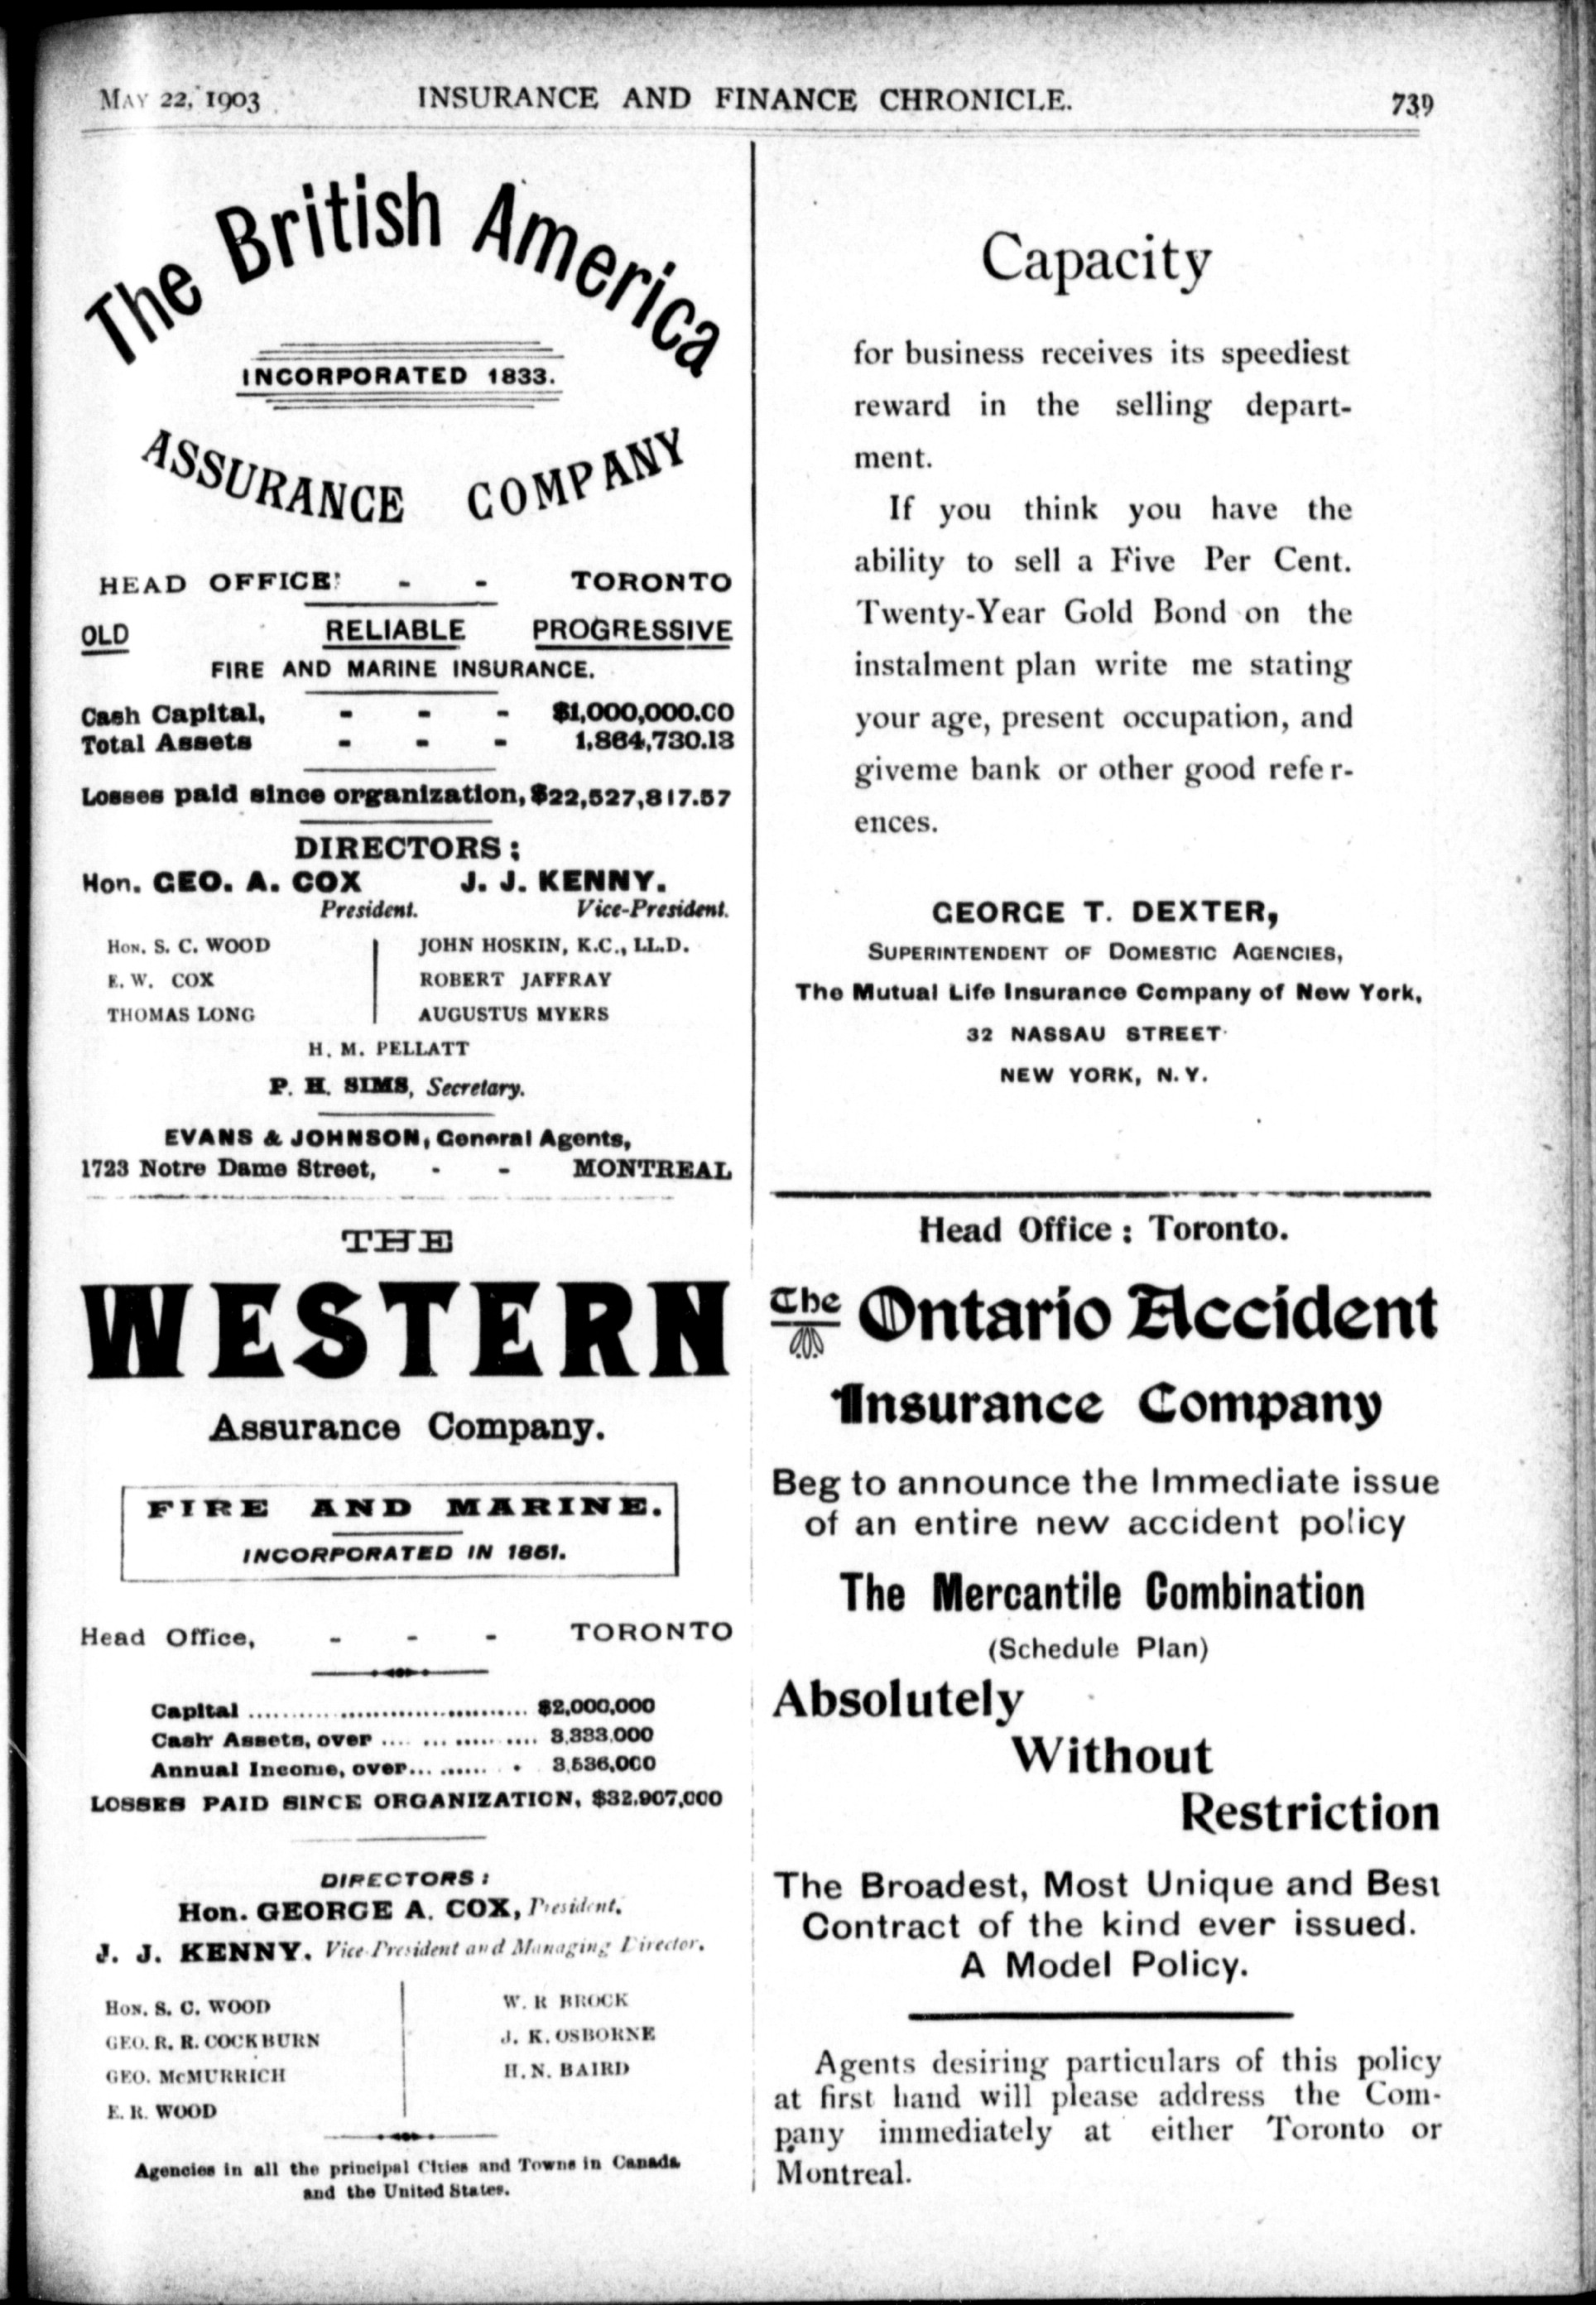 MAY 22, 1903
INSURANCE AND FINANCE CHRONICLE.
739
The British America
INCORPORATED 1833.
ASSURANCE COMPANY
HEAD OFFICE: - - TORONTO
OLD RELIABLE PROGRESSIVE
FIRE AND MARINE INSURANCE.
Cash Capital, - - - $1,000,000.00
Total Assets - - - 1,864,730.13
Losses paid since organization, $22,527,817.57
DIRECTORS:
Hon. GEO. A. COX J. J. KENNY.
President. Vice-President.
HON. S. C. WOOD JOHN HOSKIN, K.C., LL.D.
E. W. COX ROBERT JAFFRAY
THOMAS LONG AUGUSTUS MYERS
H. M. PELLATT
P. H. SIMS, Secretary.
EVANS & JOHNSON, General Agents,
1723 Notre Dame Street, - - MONTREAL
THE
WESTERN
Assurance Company.
FIRE AND MARINE.
INCORPORATED IN 1851.
Head Office, - - - TORONTO
Capital .................................... $2,000,000
Cash Assets, over .... ... ...... .... 3,333,000
Annual Income, over... ....... . 3,536,000
LOSSES PAID SINCE ORGANIZATION, $32,907,000
DIRECTORS:
Hon. GEORGE A. COX, President.
J. J. KENNY. Vice-President and Managing Director.
HON. S. C. WOOD W. R BROCK
GEO. R. R. COCKBURN J. K. OSBORNE
GEO. McMURRICH H. N. BAIRD
E. R. WOOD
Agencies in all the principal Cities and Towns in Canada
and the United States.
Capacity
for business receives its speediest
reward in the selling depart-
ment.
If you think you have the
ability to sell a Five Per Cent.
Twenty-Year Gold Bond on the
instalment plan write me stating
your age, present occupation, and
giveme bank or other good refer-
ences.
GEORGE T. DEXTER,
SUPERINTENDENT OF DOMESTIC AGENCIES,
The Mutual Life Insurance Company of New York,
32 NASSAU STREET
NEW YORK, N.Y.
Head Office: Toronto.
The Ontario Accident
Insurance Company
Beg to announce the Immediate issue
of an entire new accident policy
The Mercantile Combination
(Schedule Plan)
Absolutely
Without
Restriction
The Broadest, Most Unique and Best
Contract of the kind ever issued.
A Model Policy.
Agents desiring particulars of this policy
at first hand will please address the Com-
pany immediately at either Toronto or
Montreal.